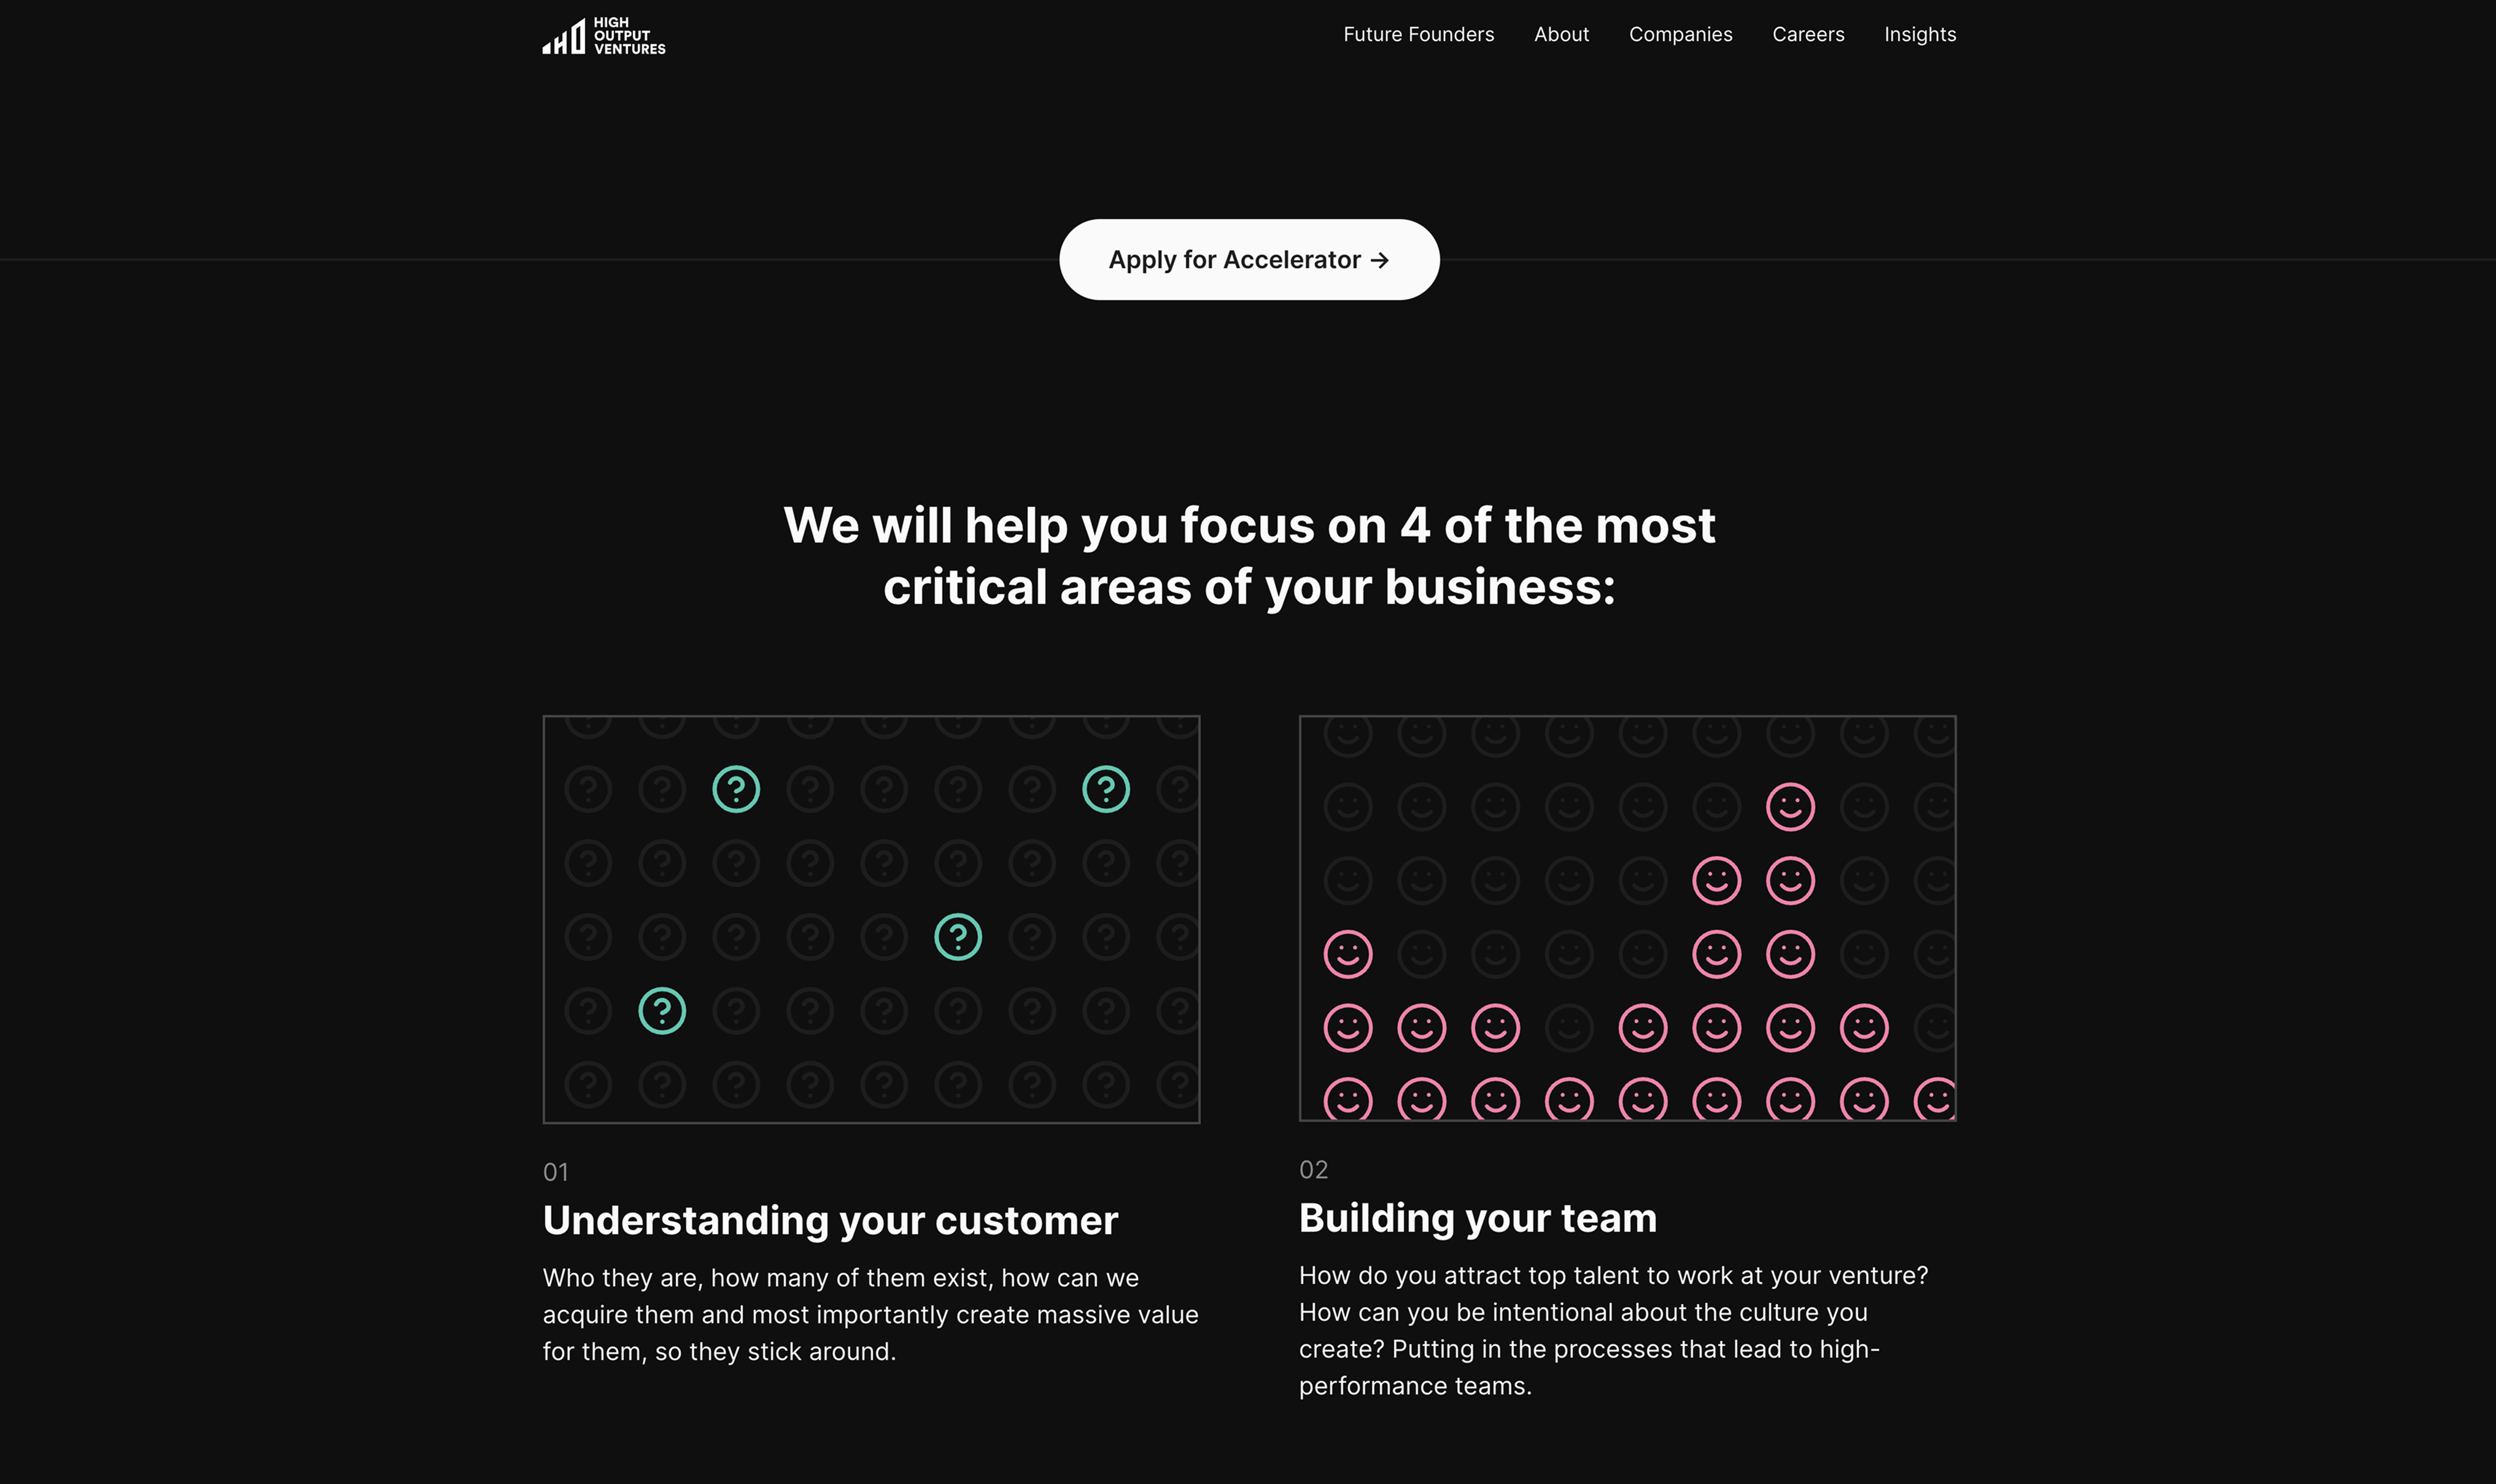 HIGH
OUTPUT
VENTURES
Future Founders
About
Companies
Careers
Insights
Apply for Accelerator →
We will help you focus on 4 of the most
critical areas of your business:
01
Understanding your customer
Who they are, how many of them exist, how can we
acquire them and most importantly create massive value
for them, so they stick around.
02
Building your team
How do you attract top talent to work at your venture?
How can you be intentional about the culture you
create? Putting in the processes that lead to high-
performance teams.